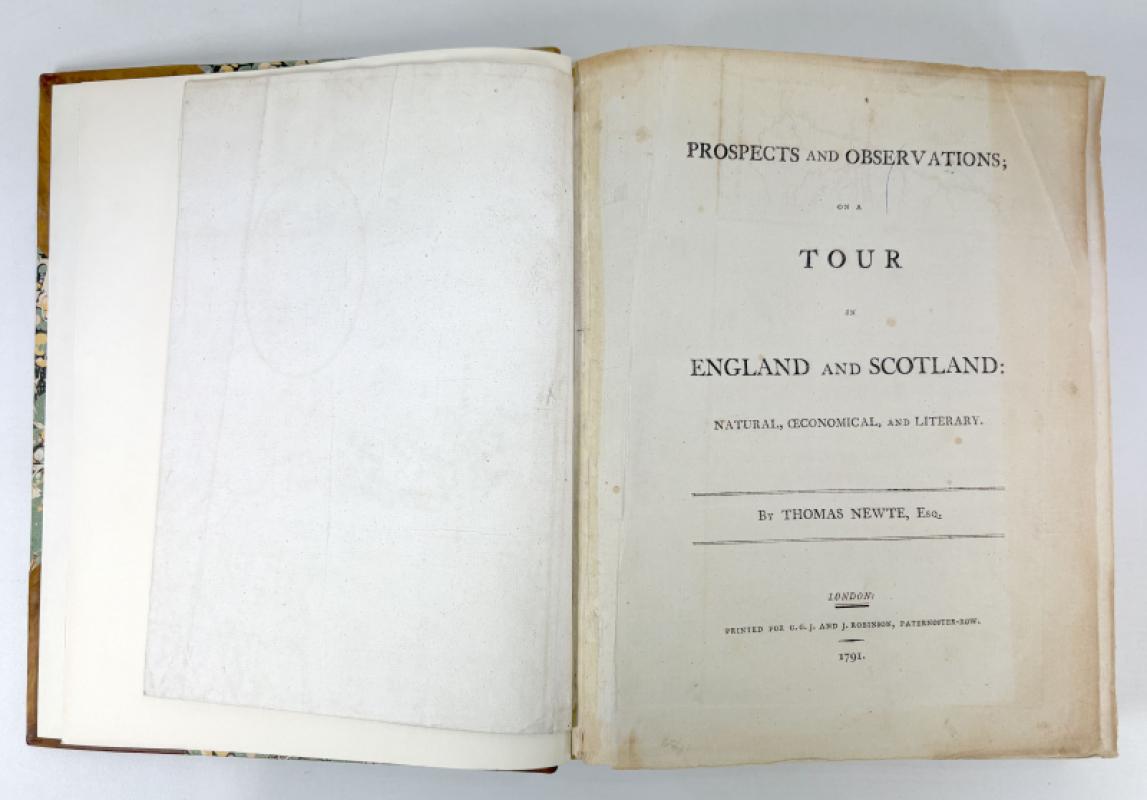 PROSPECTS AND OBSERVATIONS;
ON A
TOUR
IN
ENGLAND AND SCOTLAND:
NATURAL, ŒCONOMICAL, AND LITERARY.
By THOMAS NEWTE, Esq.
LONDON:
PRINTED FOR G. G. J. AND J. ROBINSON, PATERNOSTER-ROW.
1791.